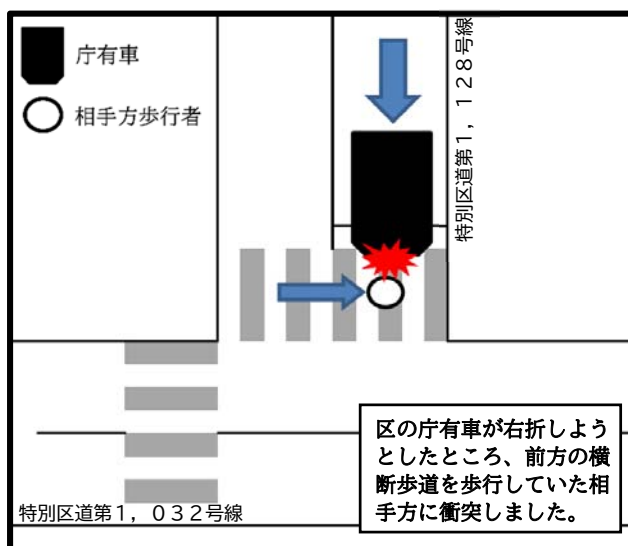 庁有車
相手方歩行者
特別区道第1，128号線
区の庁有車が右折しよう
としたところ、前方の横
断歩道を歩行していた相
手方に衝突しました。
特別区道第1，032号線